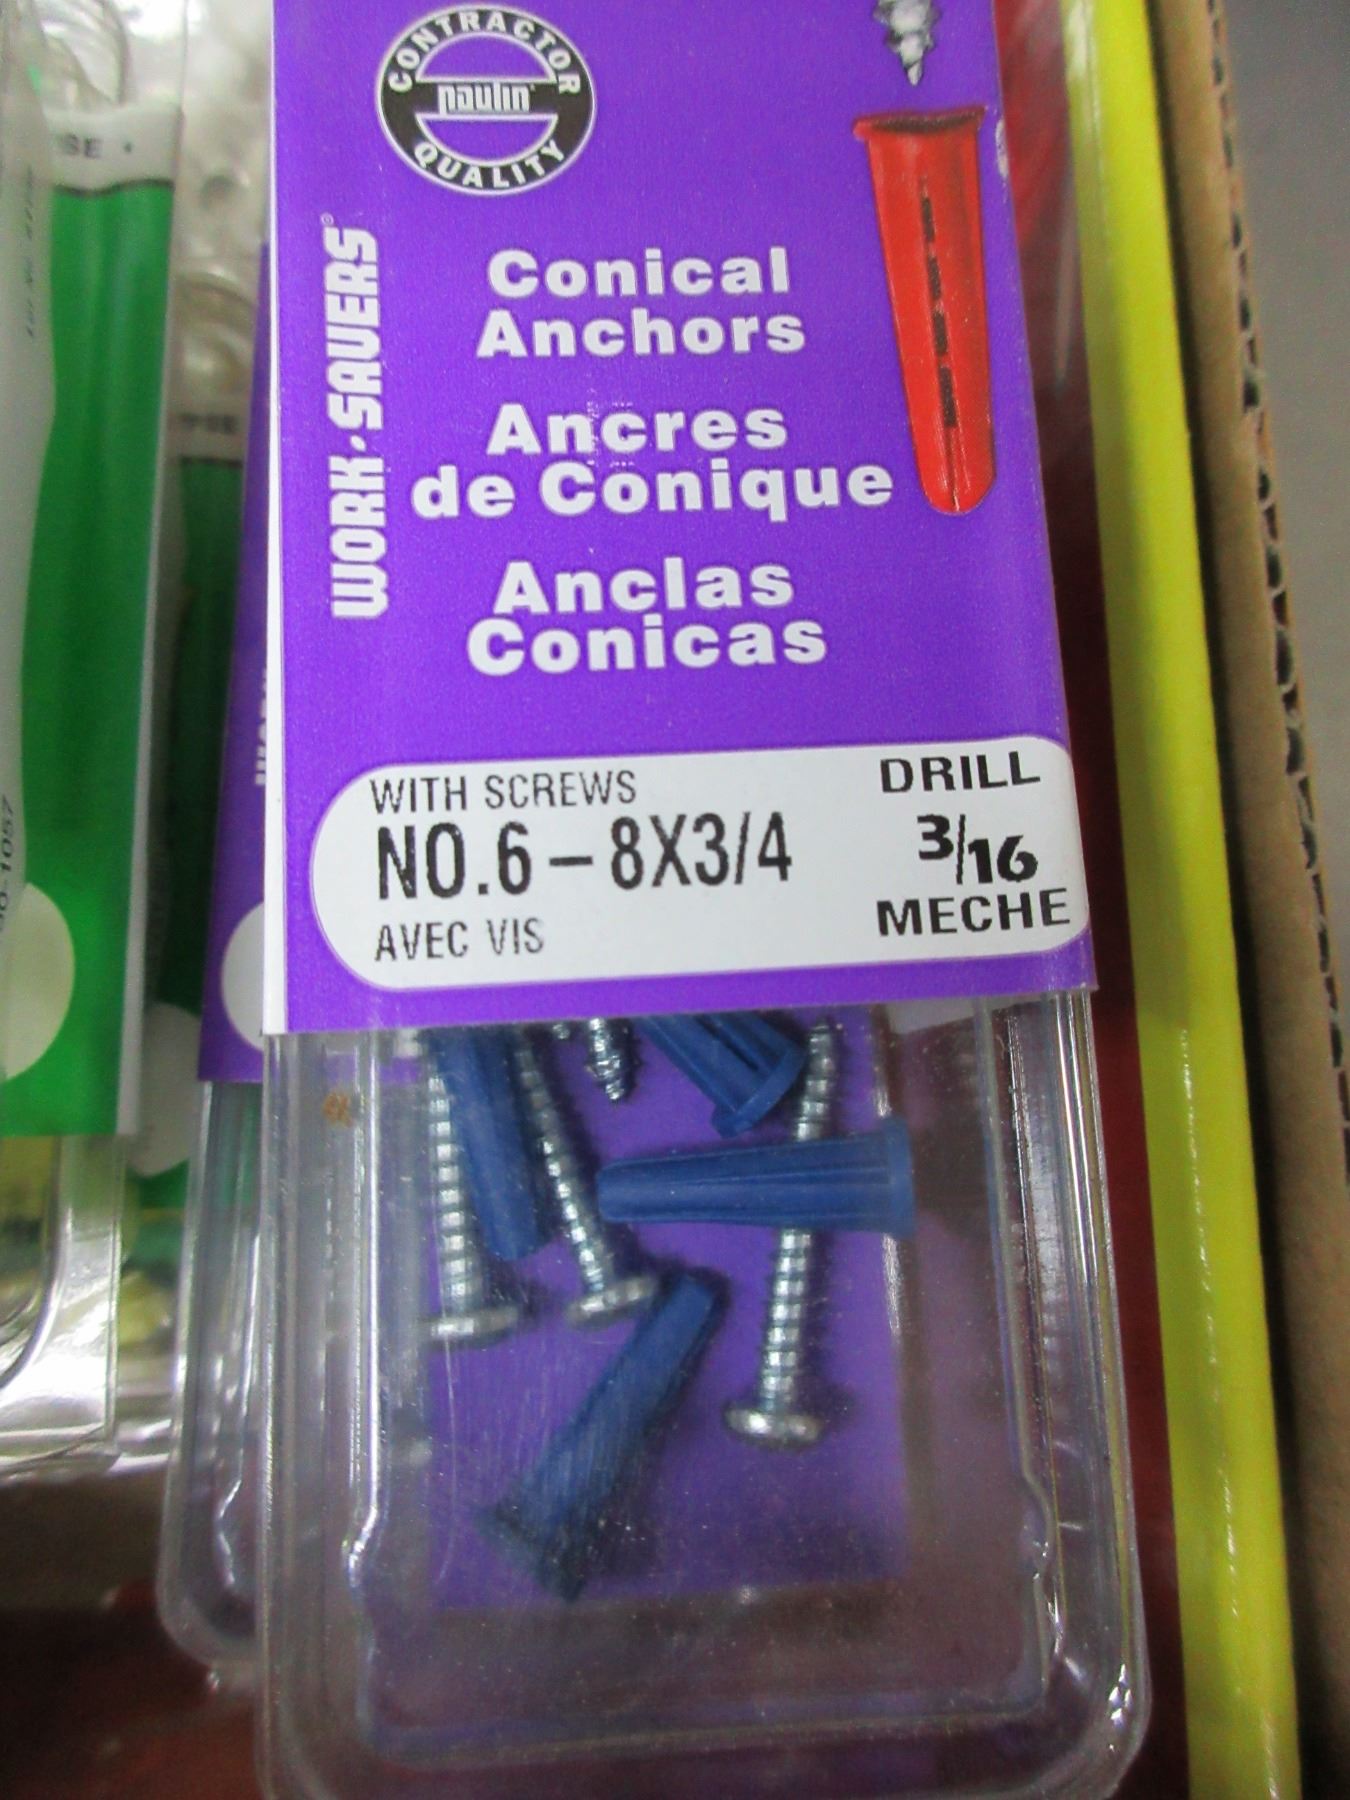 CONTRACTOR
paulin
QUALITY
WORK·SAVERS®
Conical
Anchors
Ancres
de Conique
Anclas
Conicas
WITH SCREWS
NO.6-8X3/4
AVEC VIS
DRILL
3/16
MECHE